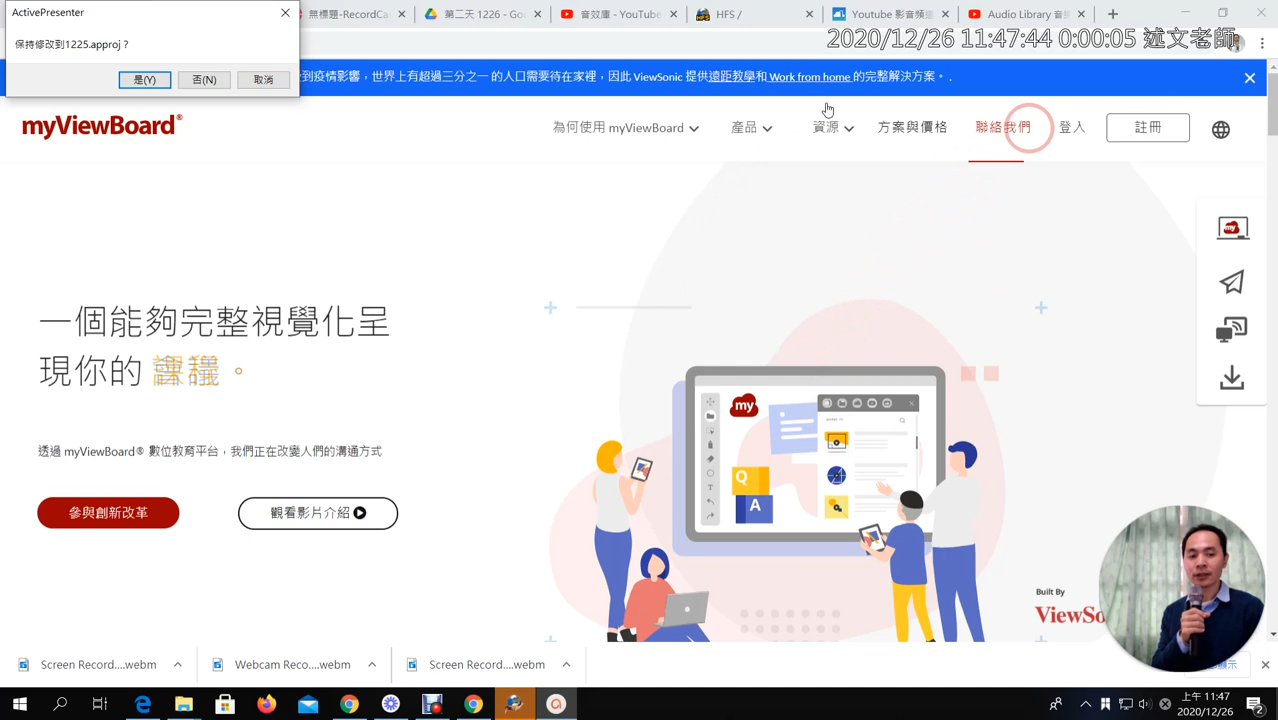 ActivePresenter
保持修改到1225.approj ?
是(Y) 否(N) 取消
無標題-RecordCa
第二天 1226 - Goo
音效庫 - YouTube
HFS /
Youtube 影音頻道
Audio Library 音
2020/12/26 11:47:44 0:00:05 述文老師
到疫情影響，世界上有超過三分之一的人口需要待在家裡，因此 ViewSonic 提供遠距教學和 Work from home 的完整解決方案。.
myViewBoard®
為何使用 myViewBoard
產品
資源
方案與價格
聯絡我們
登入
註冊
my
一個能夠完整視覺化呈
現你的
透過 myViewBoard® 數位教育平台，我們正在改變人們的溝通方式
參與創新改革
觀看影片介紹
my
Q
A
T
Built By
ViewSo
Screen Record....webm
Webcam Reco....webm
Screen Record....webm
顯示
上午 11:47
2020/12/26
2